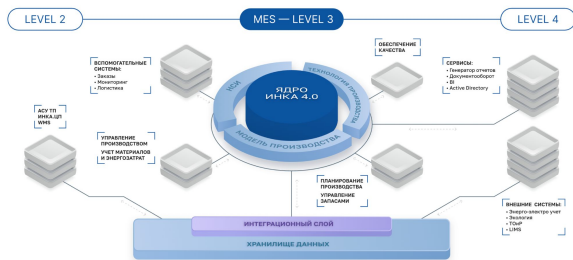 LEVEL 2
MES — LEVEL 3
LEVEL 4
ВСПОМОГАТЕЛЬНЫЕ
СИСТЕМЫ:
• Заказы
• Мониторинг
• Логистика
ОБЕСПЕЧЕНИЕ
КАЧЕСТВА
СЕРВИСЫ:
• Генератор отчетов
• Документооборот
• BI
• Active Directory
НСИ
ТЕХНОЛОГИЯ ПРОИЗВОДСТВА
ЯДРО
ИНКА 4.0
МОДЕЛЬ ПРОИЗВОДСТВА
АСУ ТП
ИНКА.ЦП
WMS
УПРАВЛЕНИЕ
ПРОИЗВОДСТВОМ
УЧЕТ МАТЕРИАЛОВ
И ЭНЕРГОЗАТРАТ
ПЛАНИРОВАНИЕ
ПРОИЗВОДСТВА
УПРАВЛЕНИЕ
ЗАПАСАМИ
ВНЕШНИЕ СИСТЕМЫ:
• Энерго-электро учет
• Экология
• ТОиР
• LIMS
ИНТЕГРАЦИОННЫЙ СЛОЙ
ХРАНИЛИЩЕ ДАННЫХ